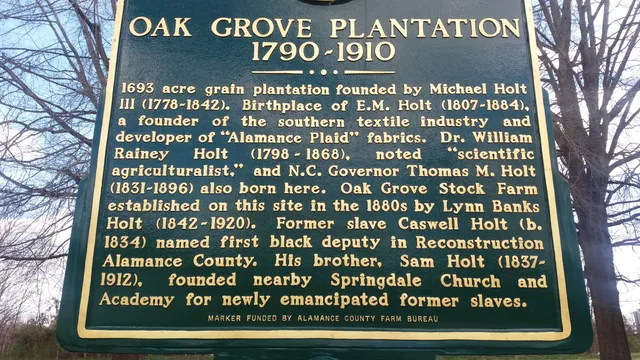 OAK GROVE PLANTATION
1790-1910
1693 acre grain plantation founded by Michael Holt
III (1778-1842). Birthplace of E.M. Holt (1807-1884),
a founder of the southern textile industry and
developer of "Alamance Plaid" fabrics. Dr. William
Rainey Holt (1798-1868), noted "scientific
agriculturalist," and N.C. Governor Thomas M. Holt
(1831-1896) also born here. Oak Grove Stock Farm
established on this site in the 1880s by Lynn Banks
Holt (1842-1920). Former slave Caswell Holt (b.
1834) named first black deputy in Reconstruction
Alamance County. His brother, Sam Holt (1837-
1912), founded nearby Springdale Church and
Academy for newly emancipated former slaves.
MARKER FUNDED BY ALAMANCE COUNTY FARM BUREAU